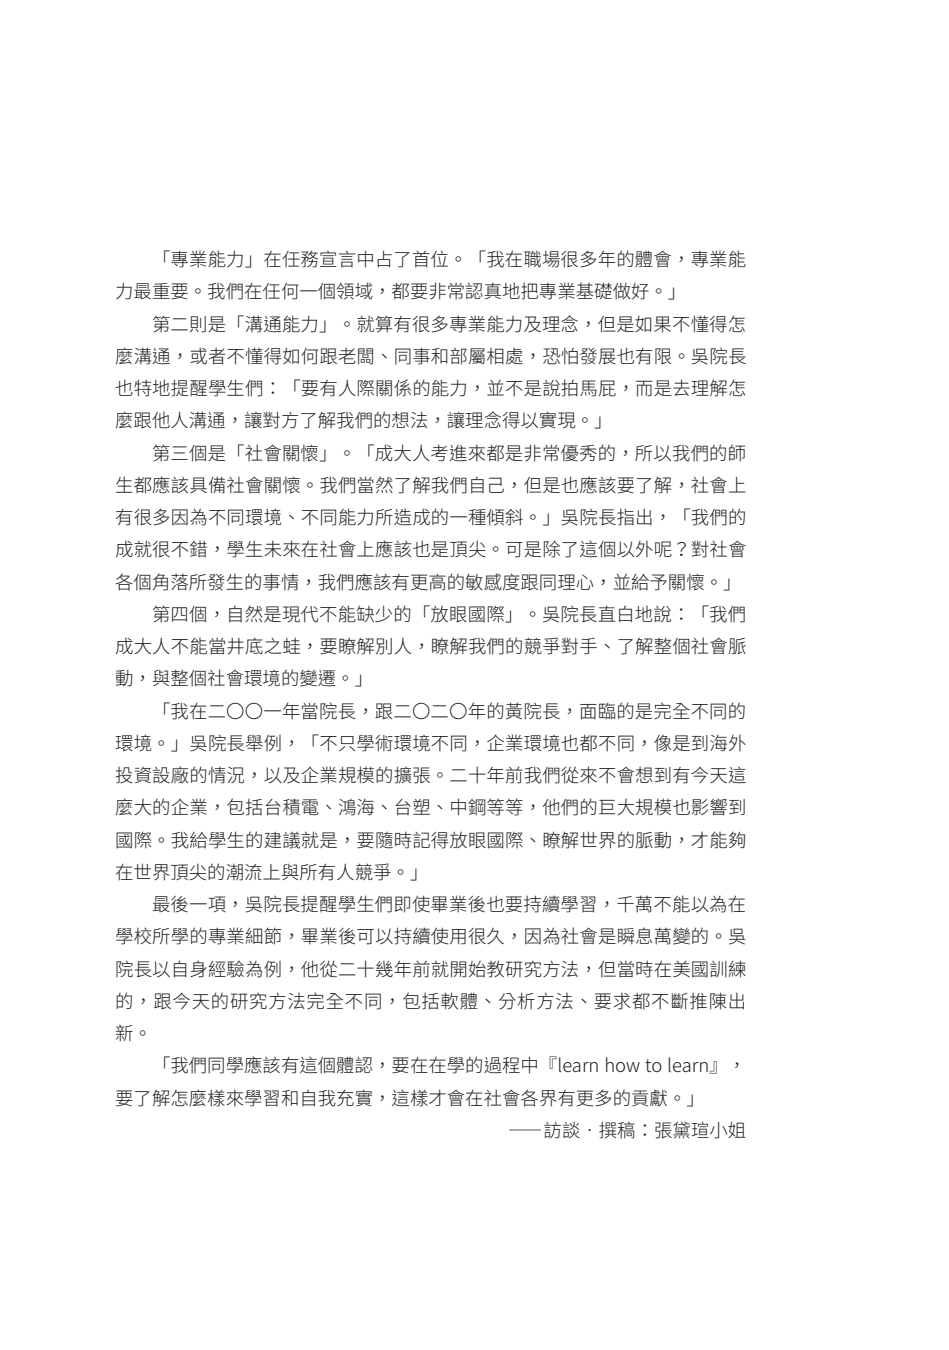 「專業能力」在任務宣言中占了首位。「我在職場很多年的體會，專業能
力最重要。我們在任何一個領域，都要非常認真地把專業基礎做好。」
第二則是「溝通能力」。就算有很多專業能力及理念，但是如果不懂得怎
麼溝通，或者不懂得如何跟老闆、同事和部屬相處，恐怕發展也有限。吳院長
也特地提醒學生們：「要有人際關係的能力，並不是說拍馬屁，而是去理解怎
麼跟他人溝通，讓對方了解我們的想法，讓理念得以實現。」
第三個是「社會關懷」。「成大人考進來都是非常優秀的，所以我們的師
生都應該具備社會關懷。我們當然了解我們自己，但是也應該要了解，社會上
有很多因為不同環境、不同能力所造成的一種傾斜。」吳院長指出，「我們的
成就很不錯，學生未來在社會上應該也是頂尖。可是除了這個以外呢？對社會
各個角落所發生的事情，我們應該有更高的敏感度跟同理心，並給予關懷。」
第四個，自然是現代不能缺少的「放眼國際」。吳院長直白地說：「我們
成大人不能當井底之蛙，要瞭解別人，瞭解我們的競爭對手、了解整個社會脈
動，與整個社會環境的變遷。」
「我在二〇〇一年當院長，跟二〇二〇年的黃院長，面臨的是完全不同的
環境。」吳院長舉例，「不只學術環境不同，企業環境也都不同，像是到海外
投資設廠的情況，以及企業規模的擴張。二十年前我們從來不會想到有今天這
麼大的企業，包括台積電、鴻海、台塑、中鋼等等，他們的巨大規模也影響到
國際。我給學生的建議就是，要隨時記得放眼國際、瞭解世界的脈動，才能夠
在世界頂尖的潮流上與所有人競爭。」
最後一項，吳院長提醒學生們即使畢業後也要持續學習，千萬不能以為在
學校所學的專業細節，畢業後可以持續使用很久，因為社會是瞬息萬變的。吳
院長以自身經驗為例，他從二十幾年前就開始教研究方法，但當時在美國訓練
的，跟今天的研究方法完全不同，包括軟體、分析方法、要求都不斷推陳出
新。
「我們同學應該有這個體認，要在在學的過程中『learn how to learn』，
要了解怎麼樣來學習和自我充實，這樣才會在社會各界有更多的貢獻。」
——訪談．撰稿：張黛瑄小姐